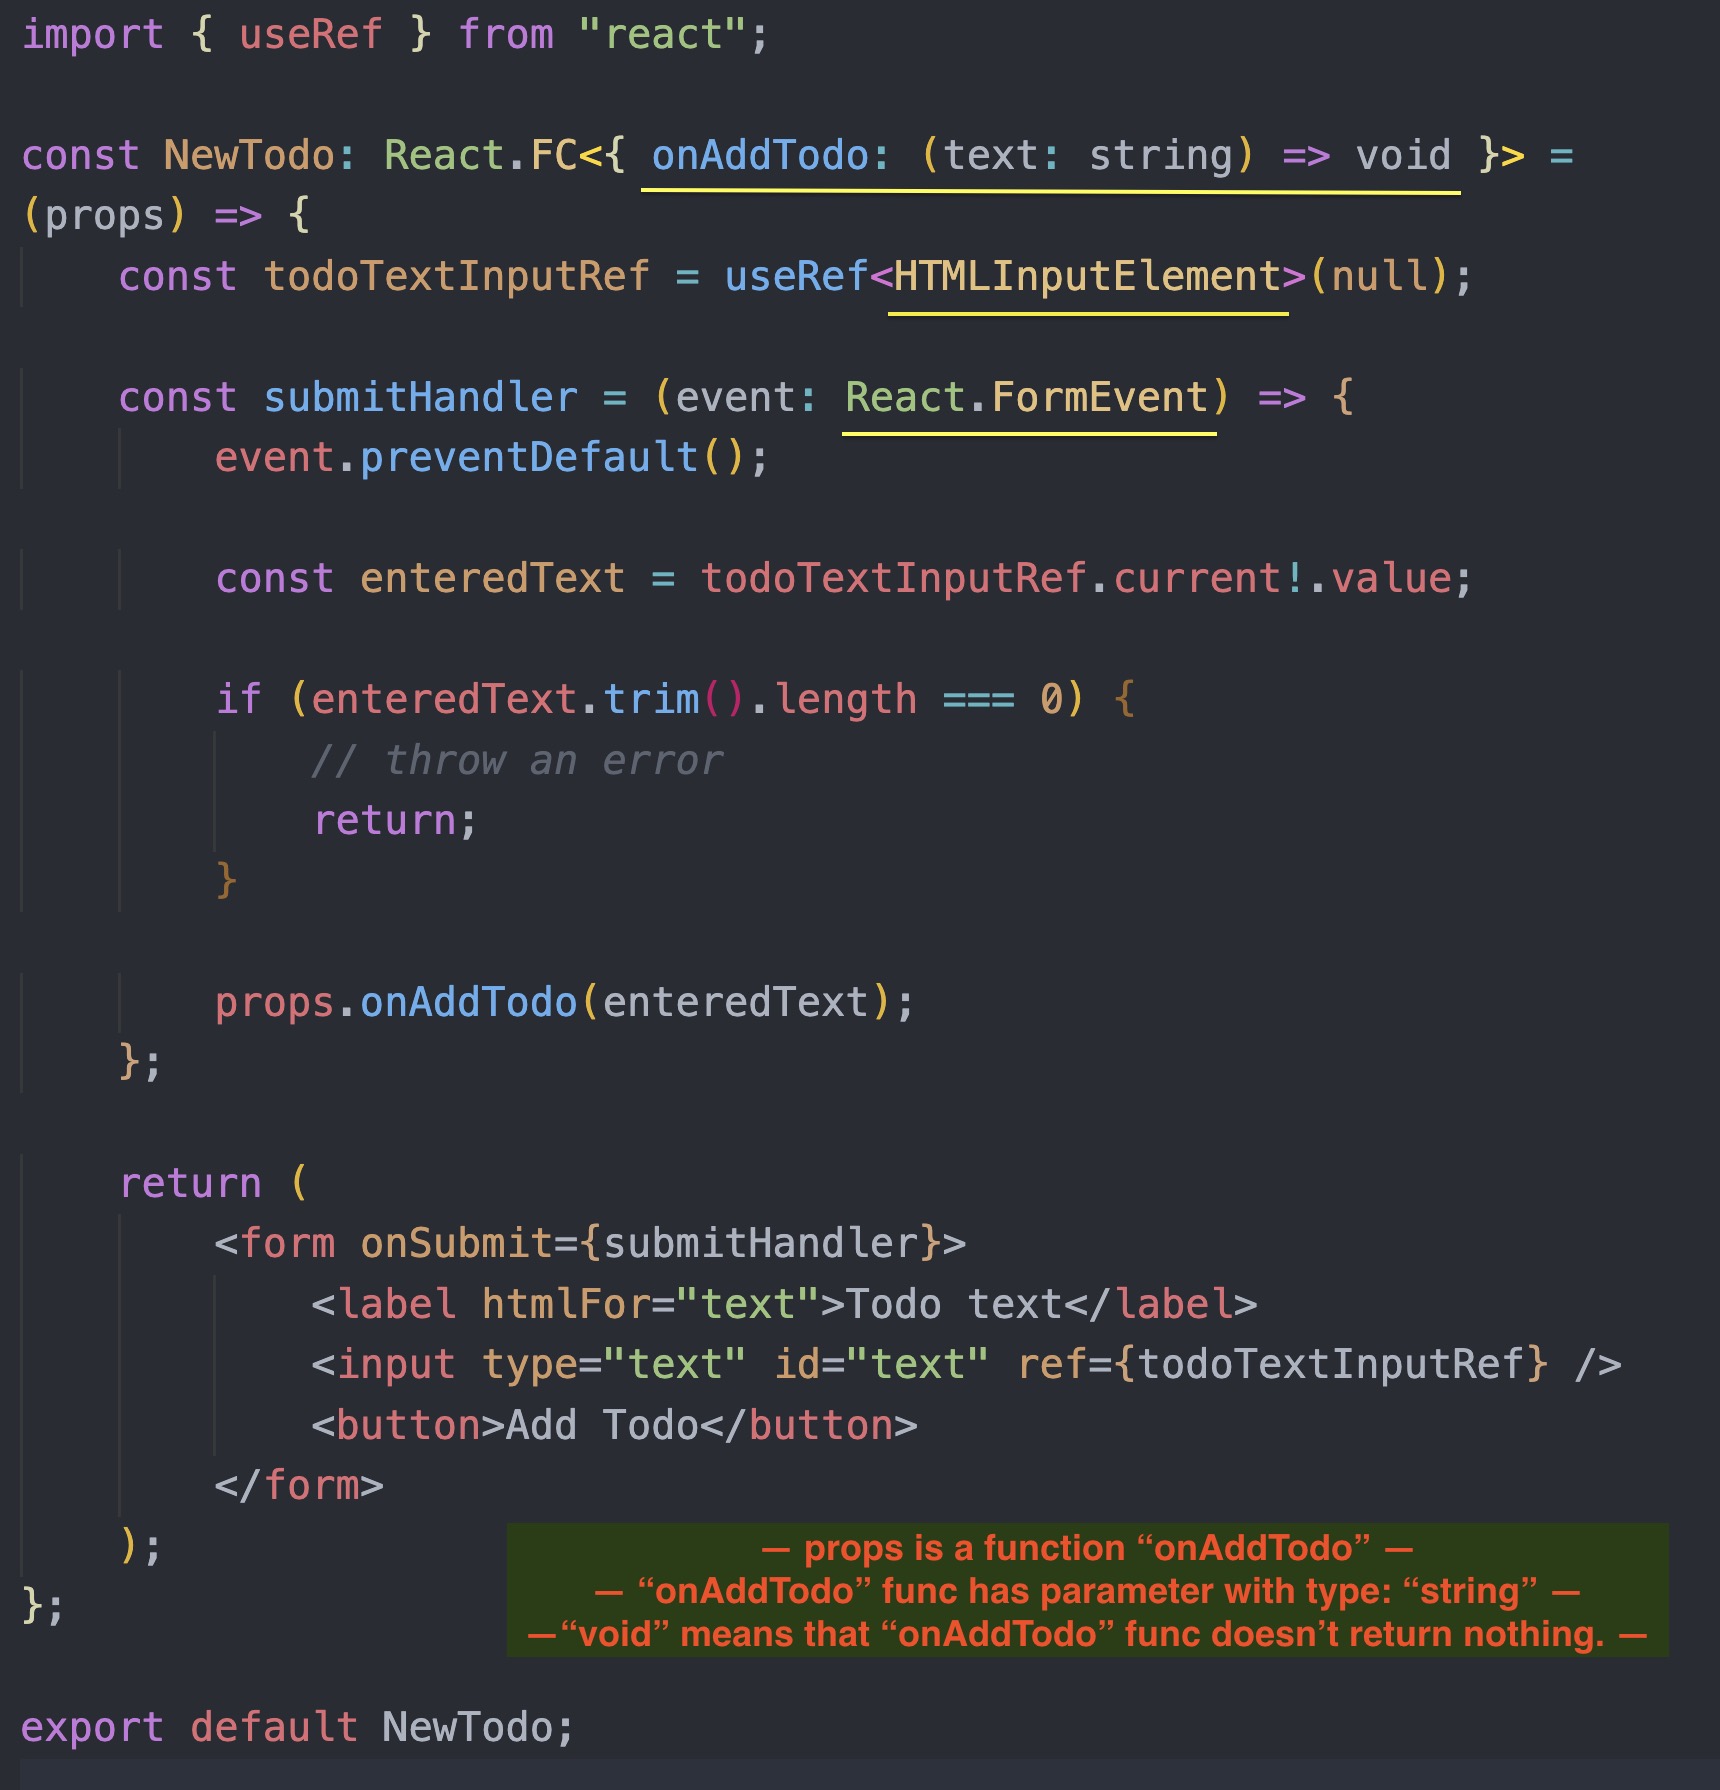 import { useRef } from "react";
const NewTodo: React.FC<{ onAddTodo: (text: string) => void }> =
(props) => {
const todoTextInputRef = useRef<HTMLInputElement>(null);
const submitHandler = (event: React.FormEvent) => {
event.preventDefault();
const enteredText = todoTextInputRef.current!.value;
if (enteredText.trim().length === 0) {
// throw an error
return;
}
props.onAddTodo(enteredText);
};
return (
<form onSubmit={submitHandler}>
<label htmlFor="text">Todo text</label>
<input type="text" id="text" ref={todoTextInputRef} />
<button>Add Todo</button>
</form>
);
};
— props is a function “onAddTodo” —
— “onAddTodo” func has parameter with type: “string” —
—“void” means that “onAddTodo” func doesn’t return nothing. —
export default NewTodo;